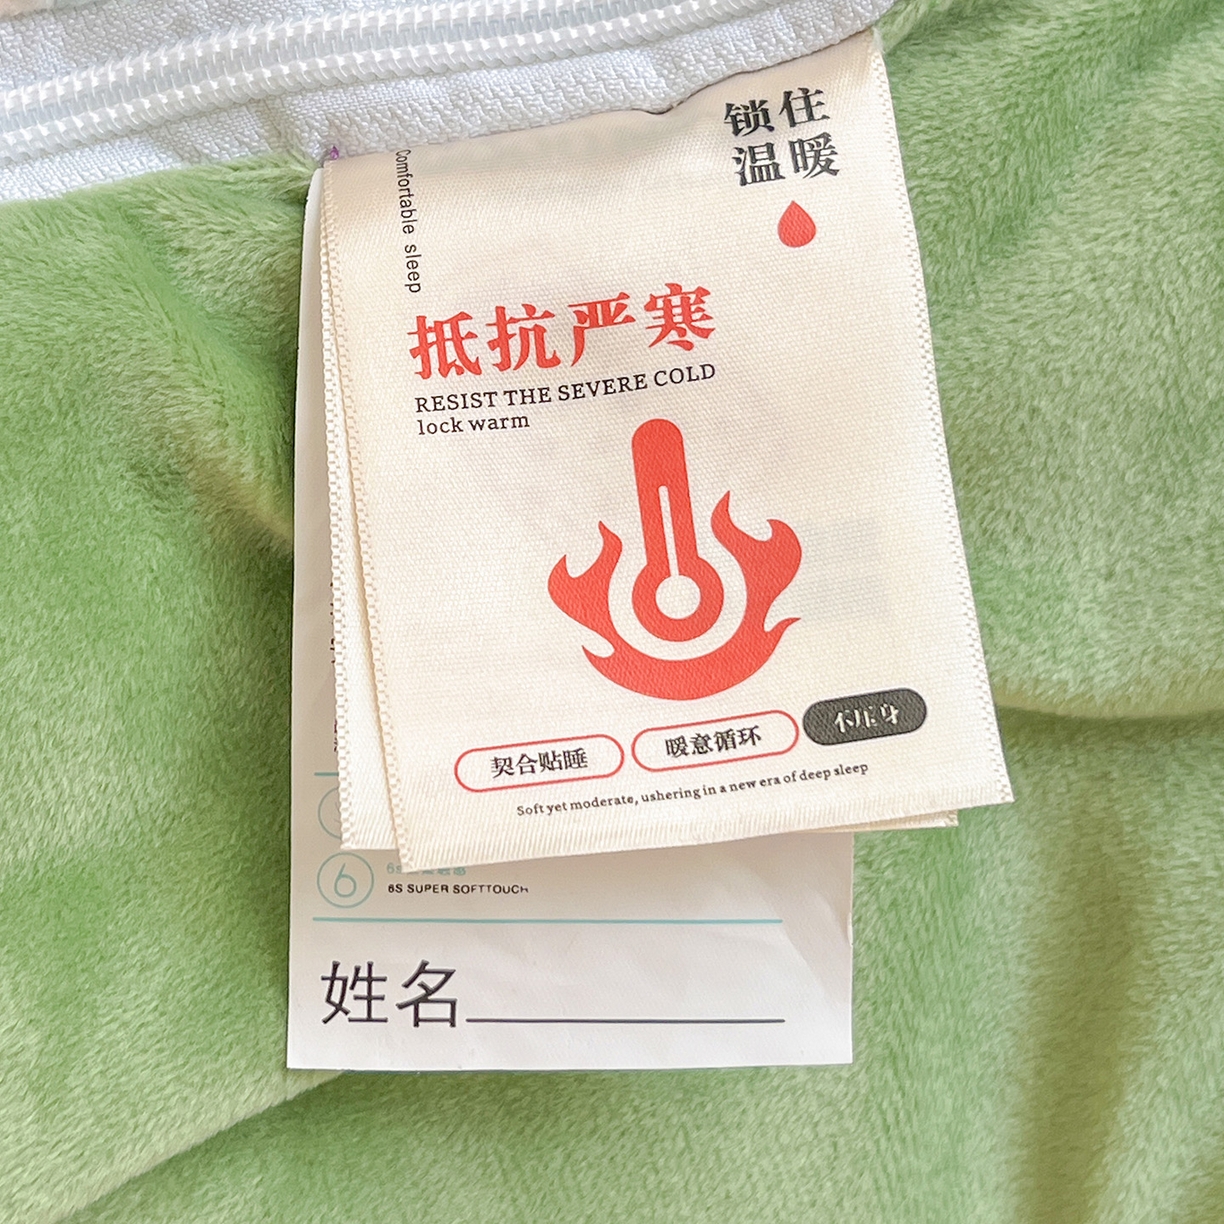 锁住
温暖
Comfortable sleep
抵抗严寒
RESIST THE SEVERE COLD
lock warm
契合贴睡
暖意循环
不压身
Soft yet moderate, ushering in a new era of deep sleep
6
6S SUPER SOFTTOUCH
姓名